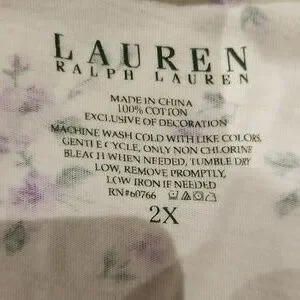 LAUREN
RALPH LAUREN
MADE IN CHINA
100% COTTON
EXCLUSIVE OF DECORATION
MACHINE WASH COLD WITH LIKE COLORS,
GENTLE CYCLE, ONLY NON CHLORINE
BLEACH WHEN NEEDED, TUMBLE DRY
LOW, REMOVE PROMPTLY,
LOW IRON IF NEEDED
RN#60766
2X